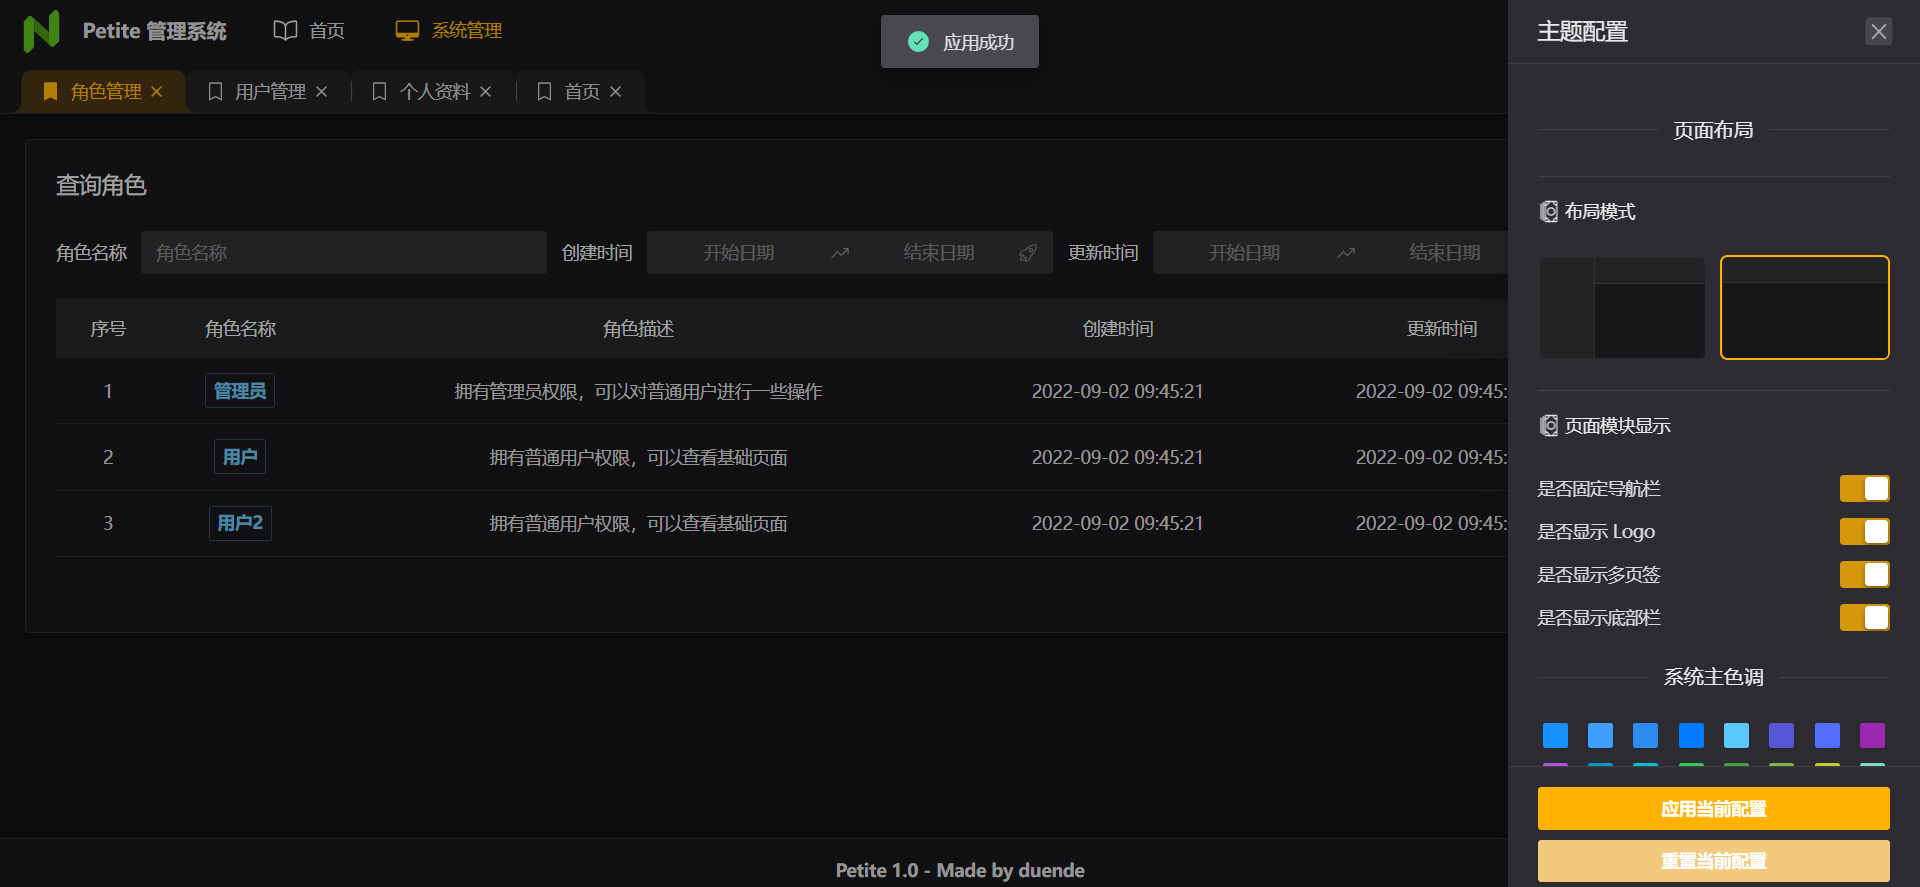 Petite 管理系统
首页
系统管理
应用成功
角色管理
用户管理
个人资料
首页
查询角色
角色名称
角色名称
创建时间
开始日期
结束日期
更新时间
开始日期
结束日期
序号 角色名称 角色描述 创建时间 更新时间
1 管理员 拥有管理员权限，可以对普通用户进行一些操作 2022-09-02 09:45:21 2022-09-02 09:45:
2 用户 拥有普通用户权限，可以查看基础页面 2022-09-02 09:45:21 2022-09-02 09:45:
3 用户2 拥有普通用户权限，可以查看基础页面 2022-09-02 09:45:21 2022-09-02 09:45:
Petite 1.0 - Made by duende
主题配置
页面布局
布局模式
页面模块显示
是否固定导航栏
是否显示 Logo
是否显示多页签
是否显示底部栏
系统主色调
应用当前配置
重置当前配置